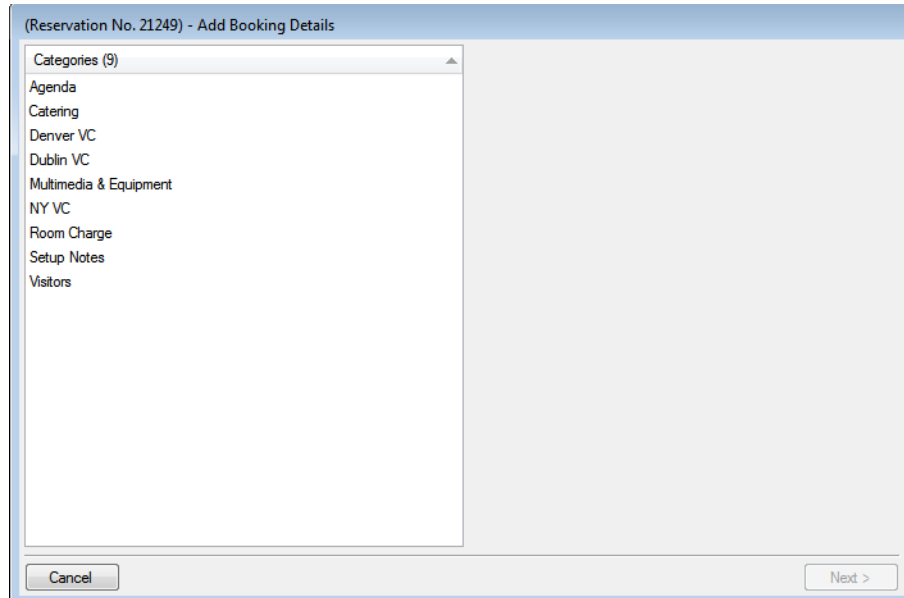 (Reservation No. 21249) - Add Booking Details
Categories (9)
Agenda
Catering
Denver VC
Dublin VC
Multimedia & Equipment
NY VC
Room Charge
Setup Notes
Visitors
Cancel
Next >